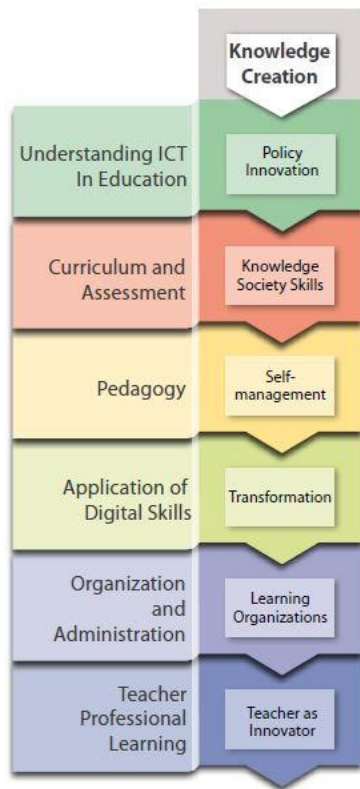 Knowledge
Creation
Understanding ICT
In Education
Policy
Innovation
Curriculum and
Assessment
Knowledge
Society Skills
Pedagogy
Self-
management
Application of
Digital Skills
Transformation
Organization
and
Administration
Learning
Organizations
Teacher
Professional
Learning
Teacher as
Innovator